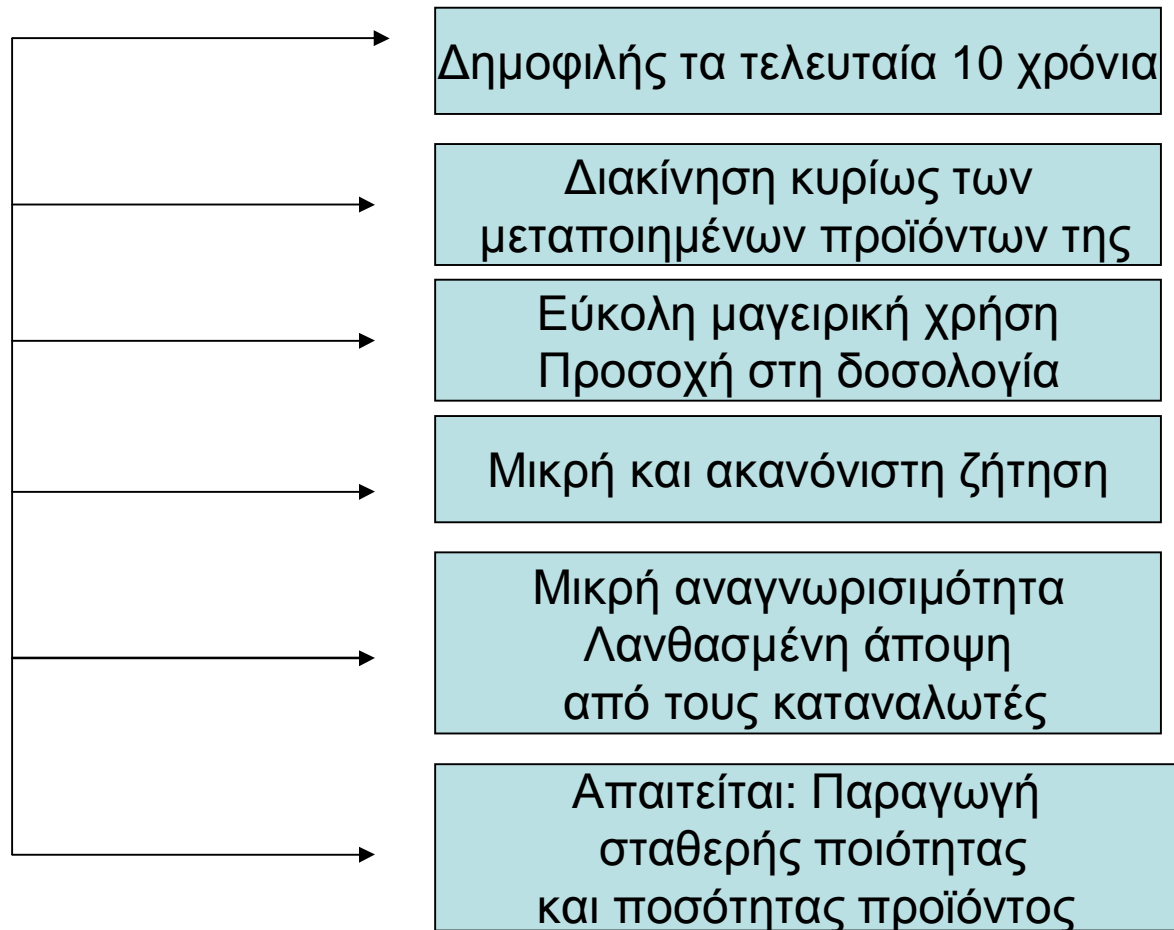 Δημοφιλής τα τελευταία 10 χρόνια
Διακίνηση κυρίως των
μεταποιημένων προϊόντων της
Εύκολη μαγειρική χρήση
Προσοχή στη δοσολογία
Μικρή και ακανόνιστη ζήτηση
Μικρή αναγνωρισιμότητα
Λανθασμένη άποψη
από τους καταναλωτές
Απαιτείται: Παραγωγή
σταθερής ποιότητας
και ποσότητας προϊόντος